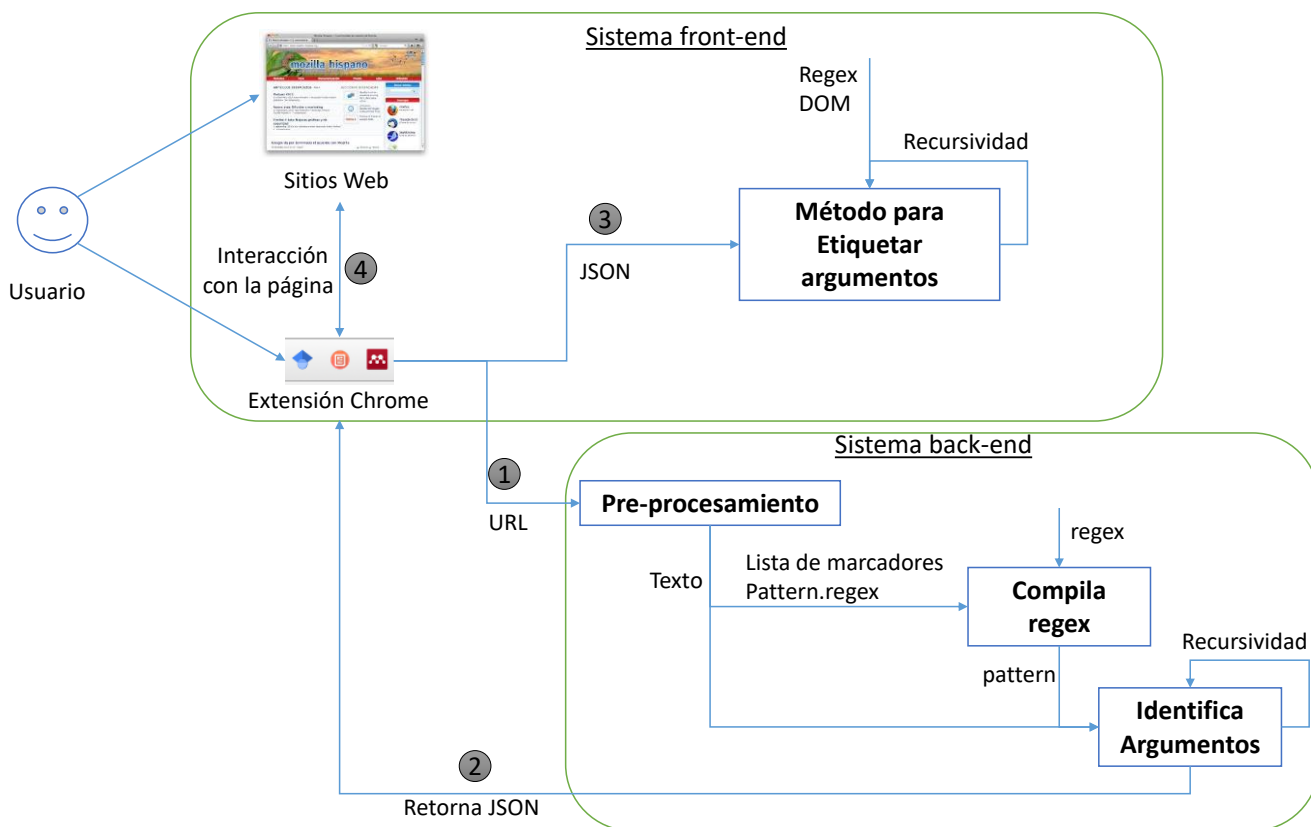 Sistema front-end
mozilla hispano
Regex
DOM
Recursividad
Sitios Web
Método para
Etiquetar
argumentos
3
JSON
Interacción
con la página
4
Usuario
Extensión Chrome
Sistema back-end
1
URL
Pre-procesamiento
regex
Lista de marcadores
Pattern.regex
Texto
Compila
regex
Recursividad
pattern
Identifica
Argumentos
2
Retorna JSON